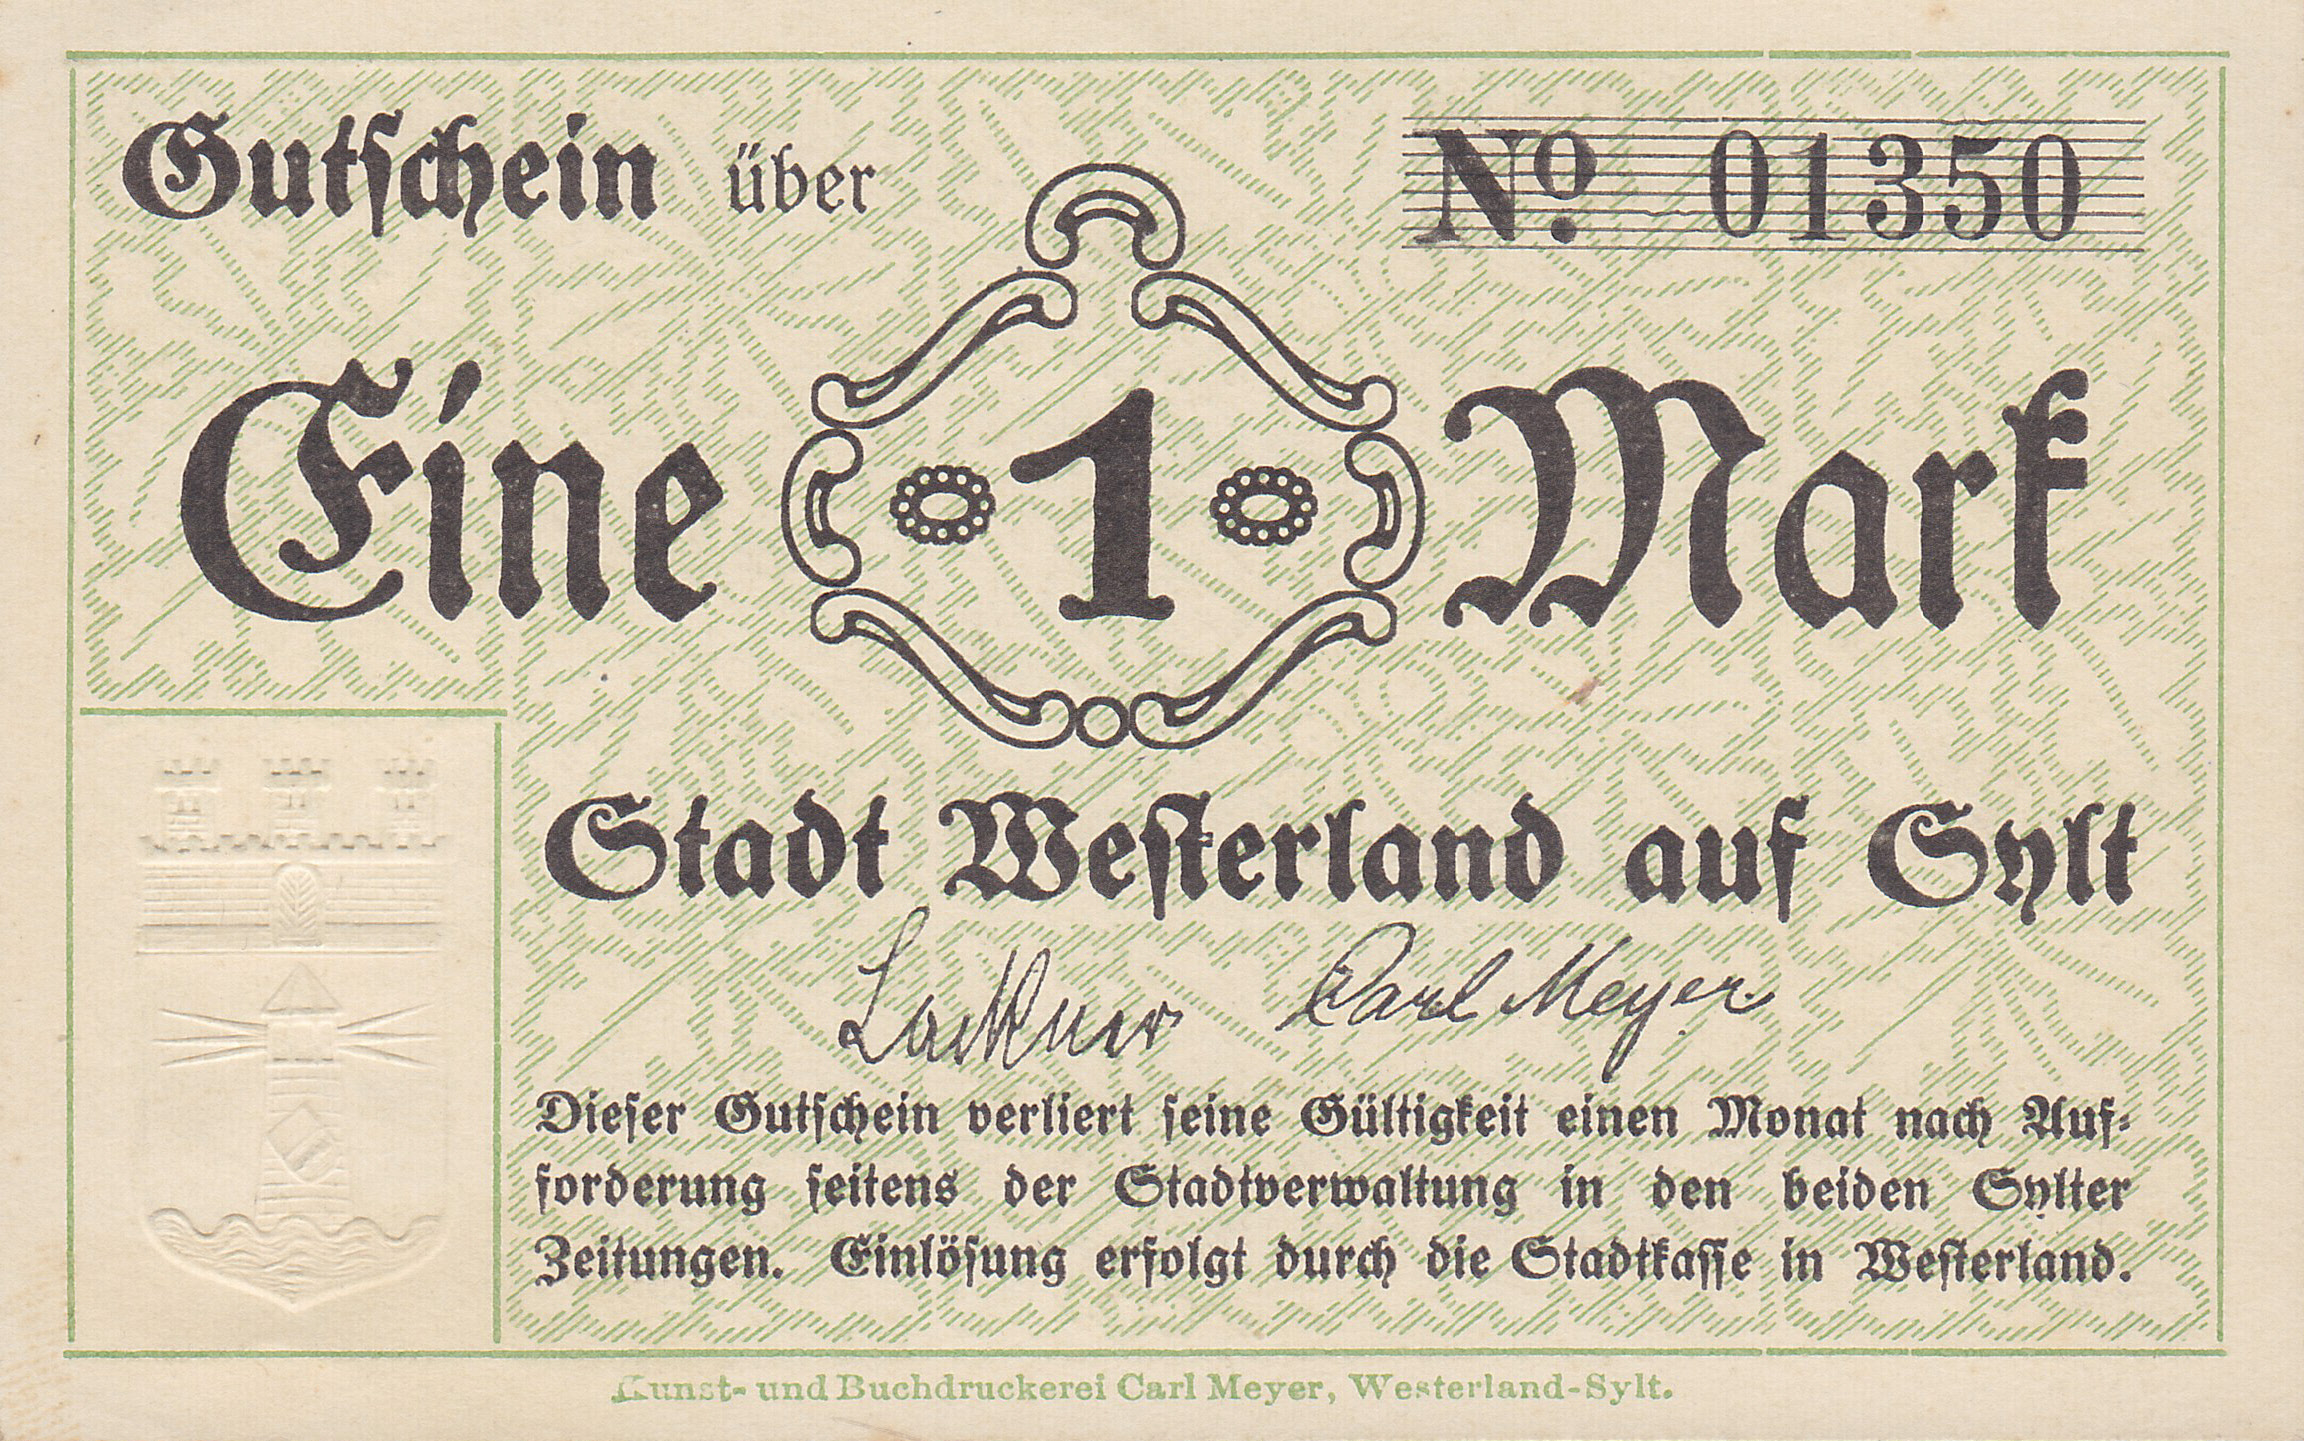 Gutschein über
No. 01350
Eine 1 Mark
Stadt Westerland auf Sylt
Carl Meyer
Dieser Gutschein verliert seine Gültigkeit einen Monat nach Auf-
forderung seitens der Stadtverwaltung in den beiden Sylter
Zeitungen. Einlösung erfolgt durch die Stadtkasse in Westerland.
Kunst- und Buchdruckerei Carl Meyer, Westerland-Sylt.